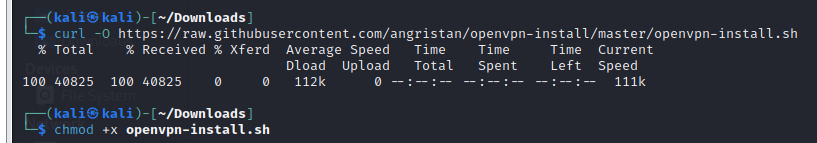 ┌──(kali㉿kali)-[~/Downloads]
└─$ curl -O https://raw.githubusercontent.com/angristan/openvpn-install/master/openvpn-install.sh
  % Total    % Received % Xferd  Average Speed   Time    Time     Time  Current
                                 Dload  Upload   Total   Spent    Left  Speed
100 40825  100 40825    0     0   112k      0 --:--:-- --:--:-- --:--:--  111k
┌──(kali㉿kali)-[~/Downloads]
└─$ chmod +x openvpn-install.sh